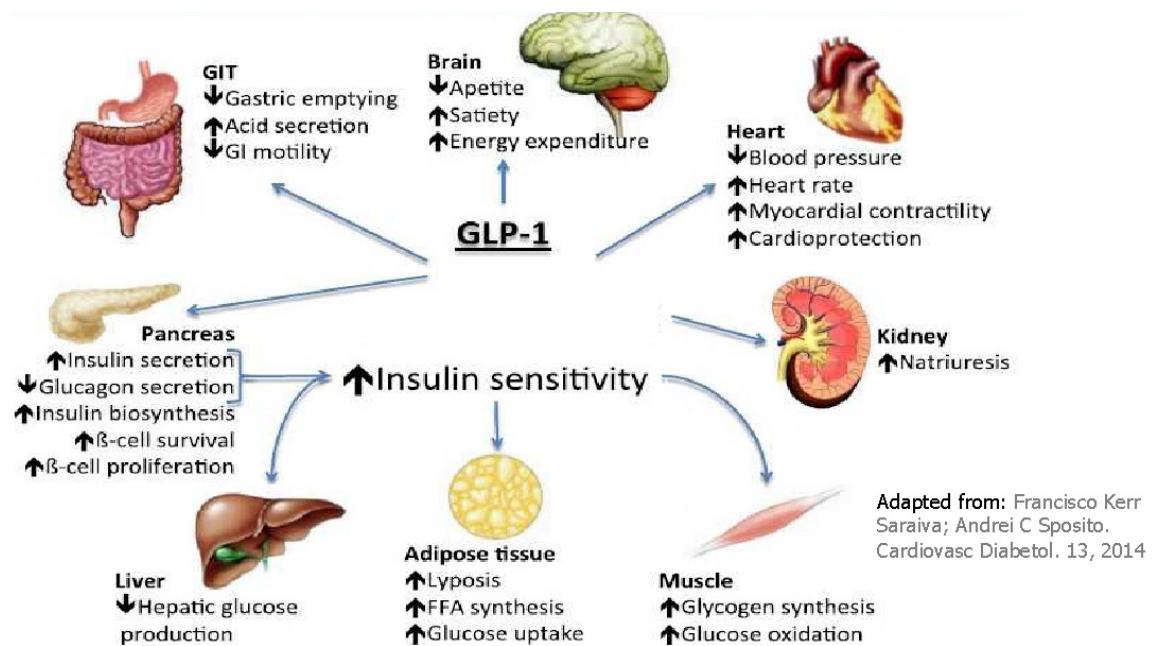 GIT
↓Gastric emptying
↑Acid secretion
↓GI motility
Brain
↓Apetite
↑Satiety
↑Energy expenditure
Heart
↓Blood pressure
↑Heart rate
↑Myocardial contractility
↑Cardioprotection
GLP-1
Pancreas
↑Insulin secretion
↓Glucagon secretion
↑Insulin biosynthesis
↑ß-cell survival
↑ß-cell proliferation
↑Insulin sensitivity
Kidney
↑Natriuresis
Liver
↓Hepatic glucose
production
Adipose tissue
↑Lyposis
↑FFA synthesis
↑Glucose uptake
Muscle
↑Glycogen synthesis
↑Glucose oxidation
Adapted from: Francisco Kerr
Saraiva; Andrei C Sposito.
Cardiovasc Diabetol. 13, 2014